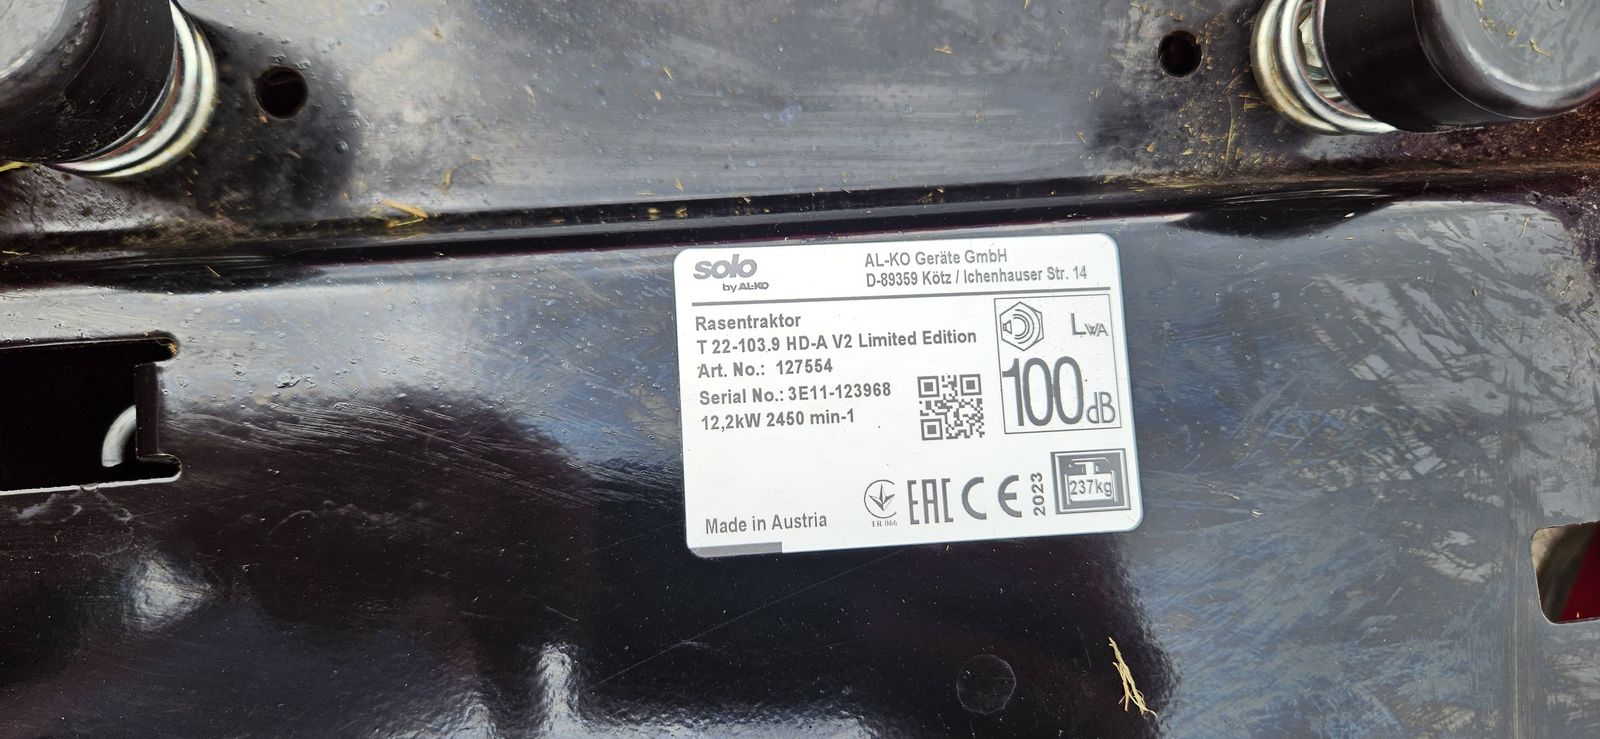 solo
by AL-KO
AL-KO Geräte GmbH
D-89359 Kötz / Ichenhauser Str. 14
Rasentraktor
T 22-103.9 HD-A V2 Limited Edition
Art. No.: 127554
Serial No.: 3E11-123968
12,2kW 2450 min-1
LWA
100dB
Made in Austria
TR 066
EAC CE
2023
237kg